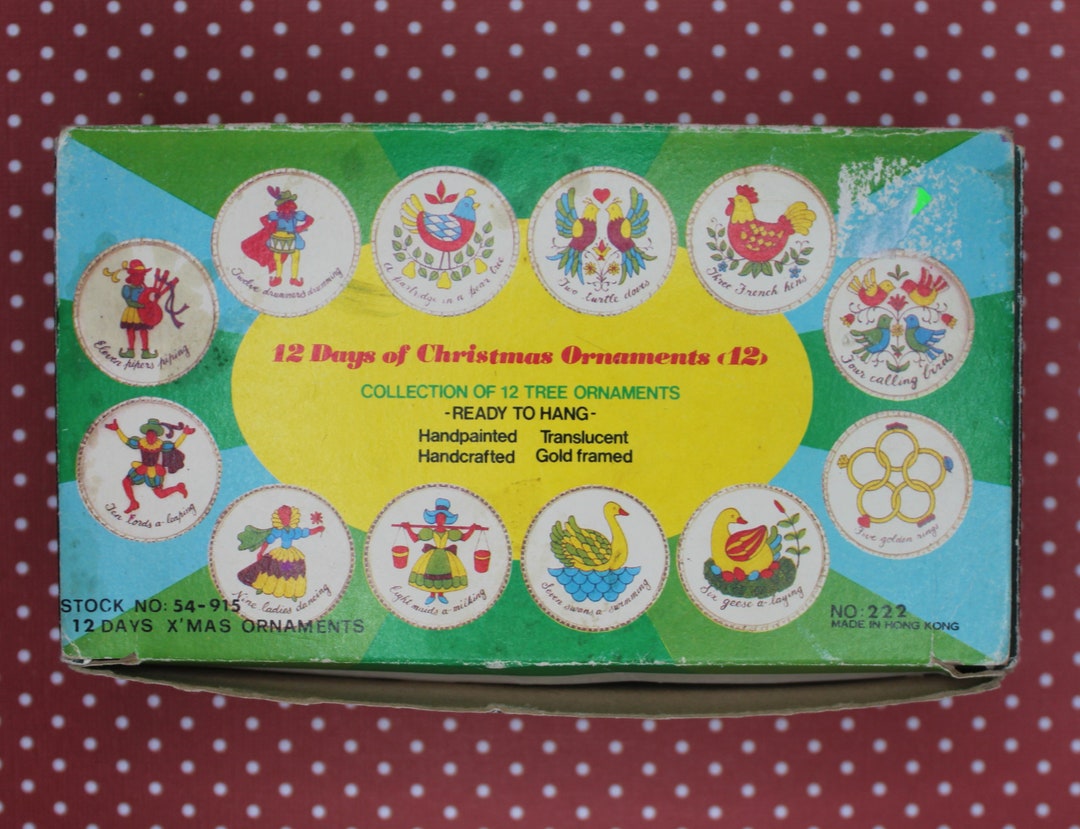 Twelve drummers drumming
A partridge in a pear tree
Two turtle doves
Three French hens
Four calling birds
Five golden rings
Six geese a-laying
Seven swans a-swimming
Eight maids a-milking
Nine ladies dancing
Ten lords a-leaping
Eleven pipers piping
12 Days of Christmas Ornaments (12)
COLLECTION OF 12 TREE ORNAMENTS
-READY TO HANG-
Handpainted Translucent
Handcrafted Gold framed
STOCK NO: 54-915
12 DAYS X'MAS ORNAMENTS
NO: 222
MADE IN HONG KONG